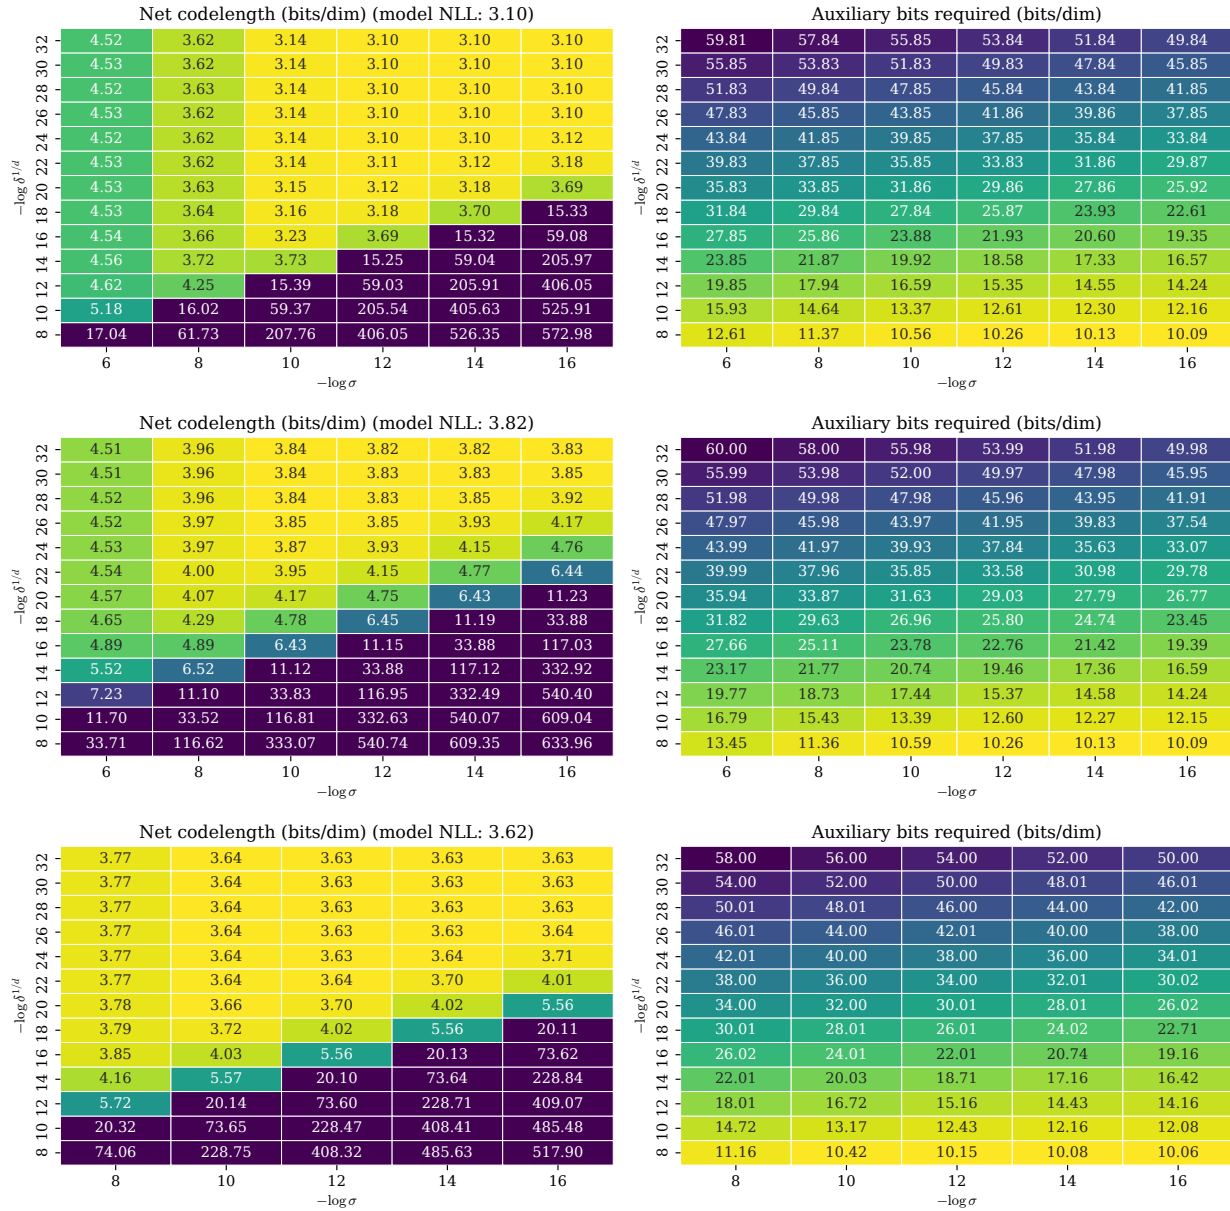 Net codelength (bits/dim) (model NLL: 3.10)
32 4.52 3.62 3.14 3.10 3.10 3.10
30 4.53 3.62 3.14 3.10 3.10 3.10
28 4.52 3.63 3.14 3.10 3.10 3.10
26 4.53 3.62 3.14 3.10 3.10 3.10
24 4.52 3.62 3.14 3.10 3.10 3.12
22 4.53 3.62 3.14 3.11 3.12 3.18
20 4.53 3.63 3.15 3.12 3.18 3.69
18 4.53 3.64 3.16 3.18 3.70 15.33
16 4.54 3.66 3.23 3.69 15.32 59.08
14 4.56 3.72 3.73 15.25 59.04 205.97
12 4.62 4.25 15.39 59.03 205.91 406.05
10 5.18 16.02 59.37 205.54 405.63 525.91
8 17.04 61.73 207.76 406.05 526.35 572.98
6 8 10 12 14 16
−log σ
−log δ^{1/d}
Auxiliary bits required (bits/dim)
32 59.81 57.84 55.85 53.84 51.84 49.84
30 55.85 53.83 51.83 49.83 47.84 45.85
28 51.83 49.84 47.85 45.84 43.84 41.85
26 47.83 45.85 43.85 41.86 39.86 37.85
24 43.84 41.85 39.85 37.85 35.84 33.84
22 39.83 37.85 35.85 33.83 31.86 29.87
20 35.83 33.85 31.86 29.86 27.86 25.92
18 31.84 29.84 27.84 25.87 23.93 22.61
16 27.85 25.86 23.88 21.93 20.60 19.35
14 23.85 21.87 19.92 18.58 17.33 16.57
12 19.85 17.94 16.59 15.35 14.55 14.24
10 15.93 14.64 13.37 12.61 12.30 12.16
8 12.61 11.37 10.56 10.26 10.13 10.09
6 8 10 12 14 16
−log σ
−log δ^{1/d}
Net codelength (bits/dim) (model NLL: 3.82)
32 4.51 3.96 3.84 3.82 3.82 3.83
30 4.51 3.96 3.84 3.83 3.83 3.85
28 4.52 3.96 3.84 3.83 3.85 3.92
26 4.52 3.97 3.85 3.85 3.93 4.17
24 4.53 3.97 3.87 3.93 4.15 4.76
22 4.54 4.00 3.95 4.15 4.77 6.44
20 4.57 4.07 4.17 4.75 6.43 11.23
18 4.65 4.29 4.78 6.45 11.19 33.88
16 4.89 4.89 6.43 11.15 33.88 117.03
14 5.52 6.52 11.12 33.88 117.12 332.92
12 7.23 11.10 33.83 116.95 332.49 540.40
10 11.70 33.52 116.81 332.63 540.07 609.04
8 33.71 116.62 333.07 540.74 609.35 633.96
6 8 10 12 14 16
−log σ
−log δ^{1/d}
Auxiliary bits required (bits/dim)
32 60.00 58.00 55.98 53.99 51.98 49.98
30 55.99 53.98 52.00 49.97 47.98 45.95
28 51.98 49.98 47.98 45.96 43.95 41.91
26 47.97 45.98 43.97 41.95 39.83 37.54
24 43.99 41.97 39.93 37.84 35.63 33.07
22 39.99 37.96 35.85 33.58 30.98 29.78
20 35.94 33.87 31.63 29.03 27.79 26.77
18 31.82 29.63 26.96 25.80 24.74 23.45
16 27.66 25.11 23.78 22.76 21.42 19.39
14 23.17 21.77 20.74 19.46 17.36 16.59
12 19.77 18.73 17.44 15.37 14.58 14.24
10 16.79 15.43 13.39 12.60 12.27 12.15
8 13.45 11.36 10.59 10.26 10.13 10.09
6 8 10 12 14 16
−log σ
−log δ^{1/d}
Net codelength (bits/dim) (model NLL: 3.62)
32 3.77 3.64 3.63 3.63 3.63
30 3.77 3.64 3.63 3.63 3.63
28 3.77 3.64 3.63 3.63 3.63
26 3.77 3.64 3.63 3.63 3.64
24 3.77 3.64 3.63 3.64 3.71
22 3.77 3.64 3.64 3.70 4.01
20 3.78 3.66 3.70 4.02 5.56
18 3.79 3.72 4.02 5.56 20.11
16 3.85 4.03 5.56 20.13 73.62
14 4.16 5.57 20.10 73.64 228.84
12 5.72 20.14 73.60 228.71 409.07
10 20.32 73.65 228.47 408.41 485.48
8 74.06 228.75 408.32 485.63 517.90
8 10 12 14 16
−log σ
−log δ^{1/d}
Auxiliary bits required (bits/dim)
32 58.00 56.00 54.00 52.00 50.00
30 54.00 52.00 50.00 48.01 46.01
28 50.01 48.01 46.00 44.00 42.00
26 46.01 44.00 42.01 40.00 38.00
24 42.01 40.00 38.00 36.00 34.01
22 38.00 36.00 34.00 32.01 30.02
20 34.00 32.00 30.01 28.01 26.02
18 30.01 28.01 26.01 24.02 22.71
16 26.02 24.01 22.01 20.74 19.16
14 22.01 20.03 18.71 17.16 16.42
12 18.01 16.72 15.16 14.43 14.16
10 14.72 13.17 12.43 12.16 12.08
8 11.16 10.42 10.15 10.08 10.06
8 10 12 14 16
−log σ
−log δ^{1/d}